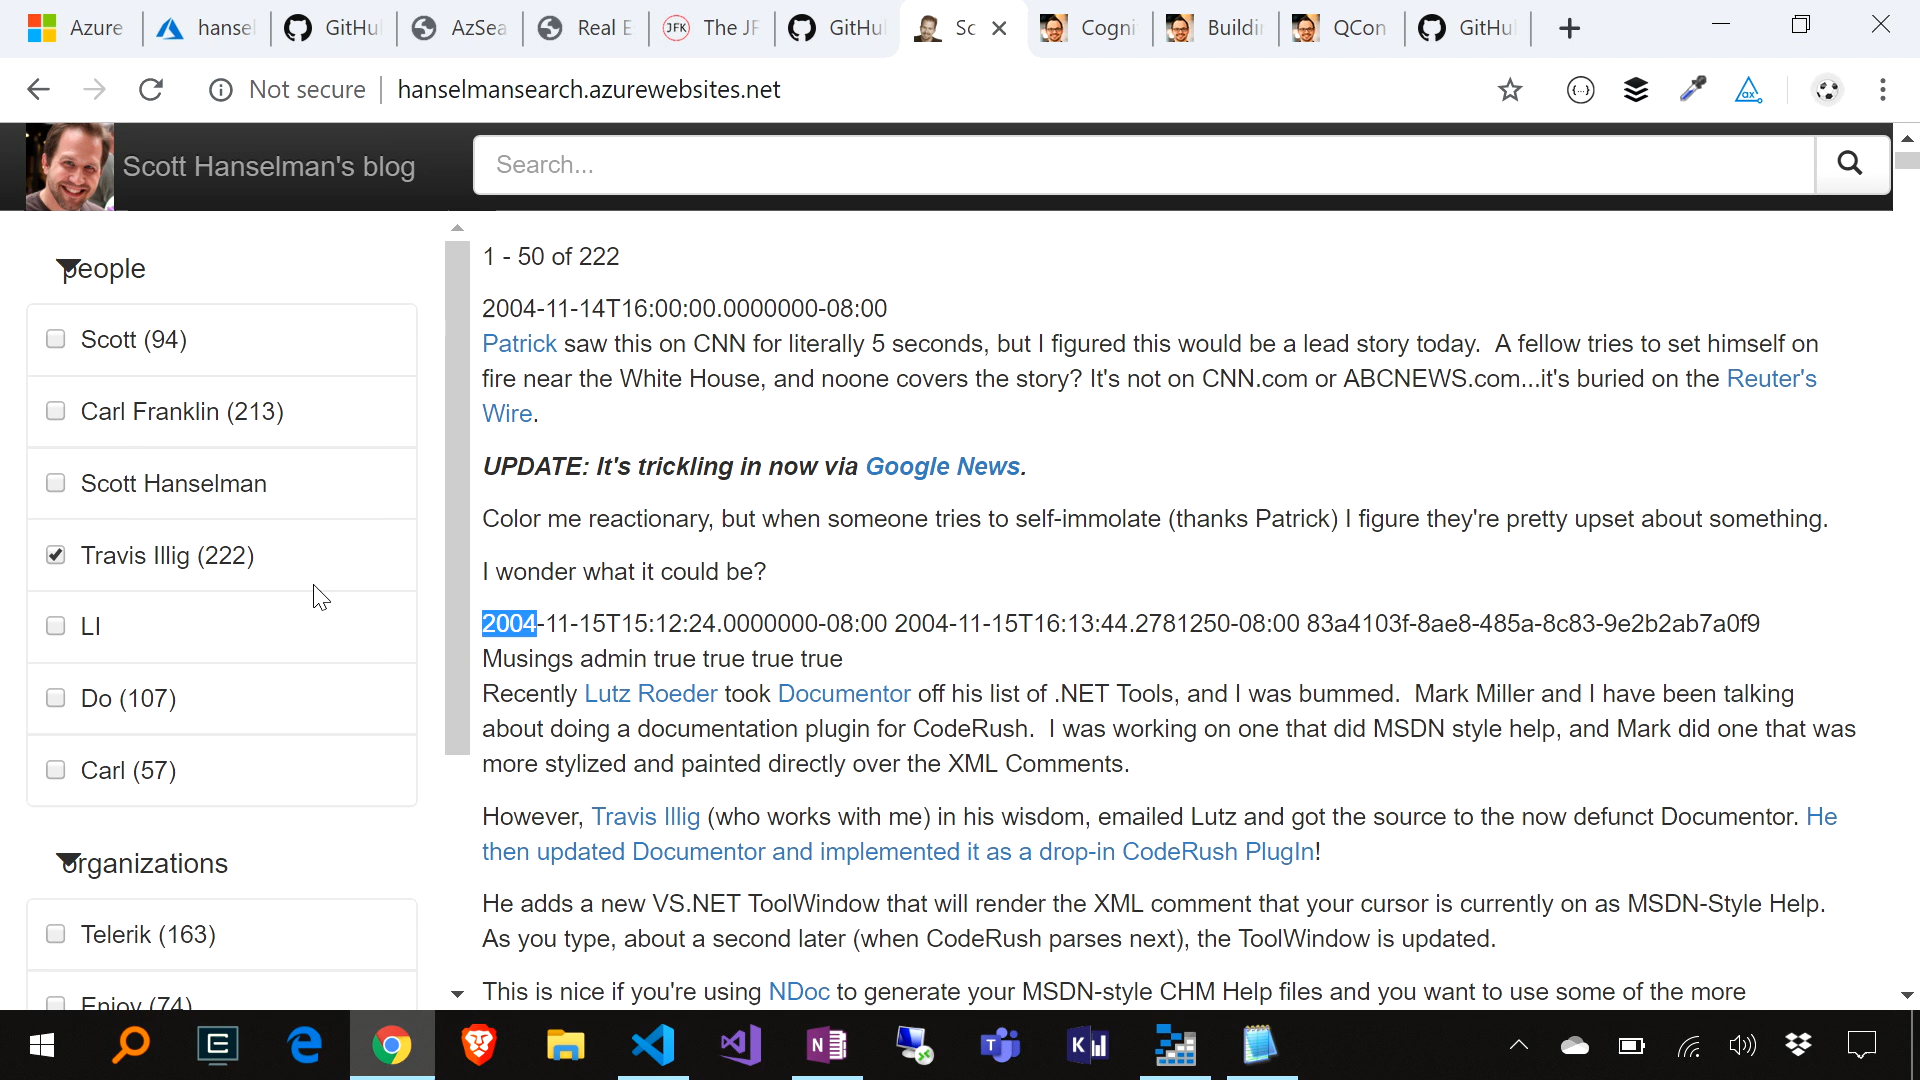 Azure
hansel
GitHu
AzSea
Real E
JFK
The JF
GitHu
Sc
Cogni
Buildi
QCon
GitHu
Not secure
hanselmansearch.azurewebsites.net
Scott Hanselman's blog
Search...
people
Scott (94)
Carl Franklin (213)
Scott Hanselman
Travis Illig (222)
LI
Do (107)
Carl (57)
organizations
Telerik (163)
Enjoy (74)
1 - 50 of 222
2004-11-14T16:00:00.0000000-08:00
Patrick saw this on CNN for literally 5 seconds, but I figured this would be a lead story today.  A fellow tries to set himself on
fire near the White House, and noone covers the story? It's not on CNN.com or ABCNEWS.com...it's buried on the Reuter's
Wire.
UPDATE: It's trickling in now via Google News.
Color me reactionary, but when someone tries to self-immolate (thanks Patrick) I figure they're pretty upset about something.
I wonder what it could be?
2004-11-15T15:12:24.0000000-08:00 2004-11-15T16:13:44.2781250-08:00 83a4103f-8ae8-485a-8c83-9e2b2ab7a0f9
Musings admin true true true true
Recently Lutz Roeder took Documentor off his list of .NET Tools, and I was bummed.  Mark Miller and I have been talking
about doing a documentation plugin for CodeRush.  I was working on one that did MSDN style help, and Mark did one that was
more stylized and painted directly over the XML Comments.
However, Travis Illig (who works with me) in his wisdom, emailed Lutz and got the source to the now defunct Documentor. He
then updated Documentor and implemented it as a drop-in CodeRush PlugIn!
He adds a new VS.NET ToolWindow that will render the XML comment that your cursor is currently on as MSDN-Style Help.
As you type, about a second later (when CodeRush parses next), the ToolWindow is updated.
This is nice if you're using NDoc to generate your MSDN-style CHM Help files and you want to use some of the more